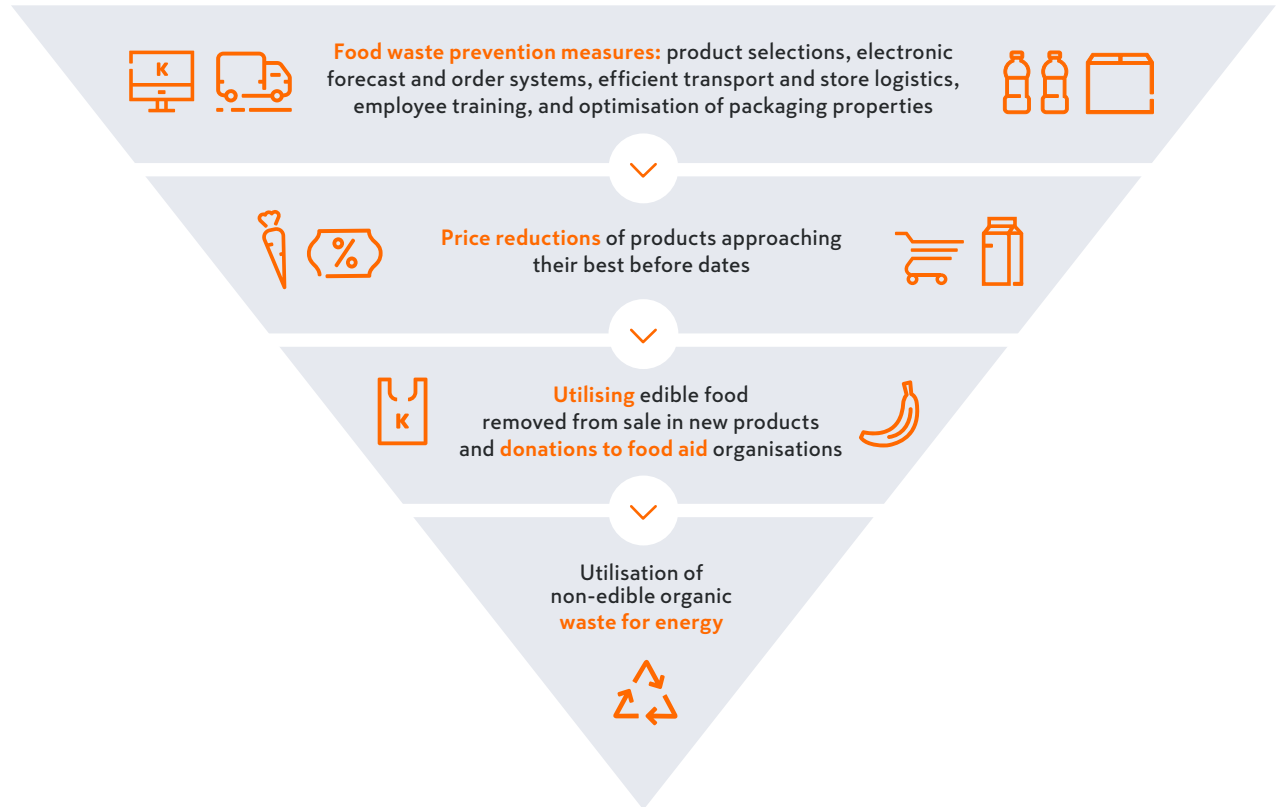 K
Food waste prevention measures: product selections, electronic
forecast and order systems, efficient transport and store logistics,
employee training, and optimisation of packaging properties
%
Price reductions of products approaching
their best before dates
K
Utilising edible food
removed from sale in new products
and donations to food aid organisations
Utilisation of
non-edible organic
waste for energy